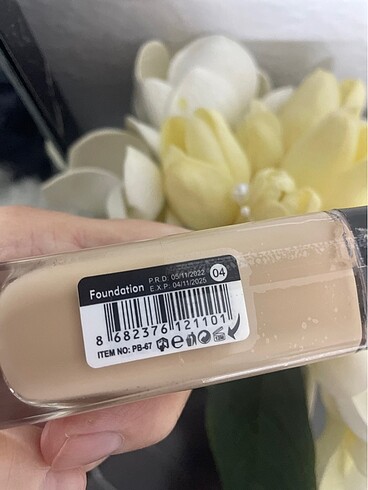 Foundation
P.R.D 05/11/2022
E.X.P: 04/11/2025
04
8 682376 121101
ITEM NO: PB-67